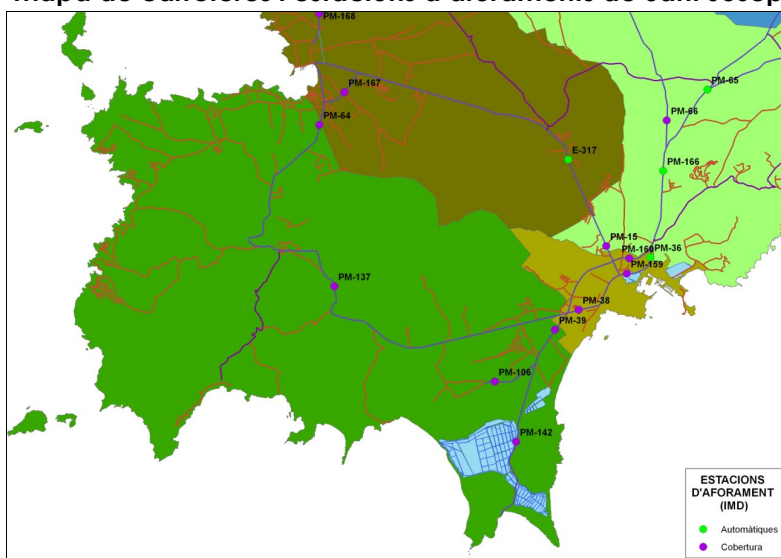 PM-168
PM-65
PM-167
PM-66
PM-64
E-317
PM-166
PM-15
PM-160
PM-36
PM-159
PM-137
PM-38
PM-39
PM-106
PM-142
ESTACIONS
D'AFORAMENT
(IMD)
Automàtiques
Cobertura